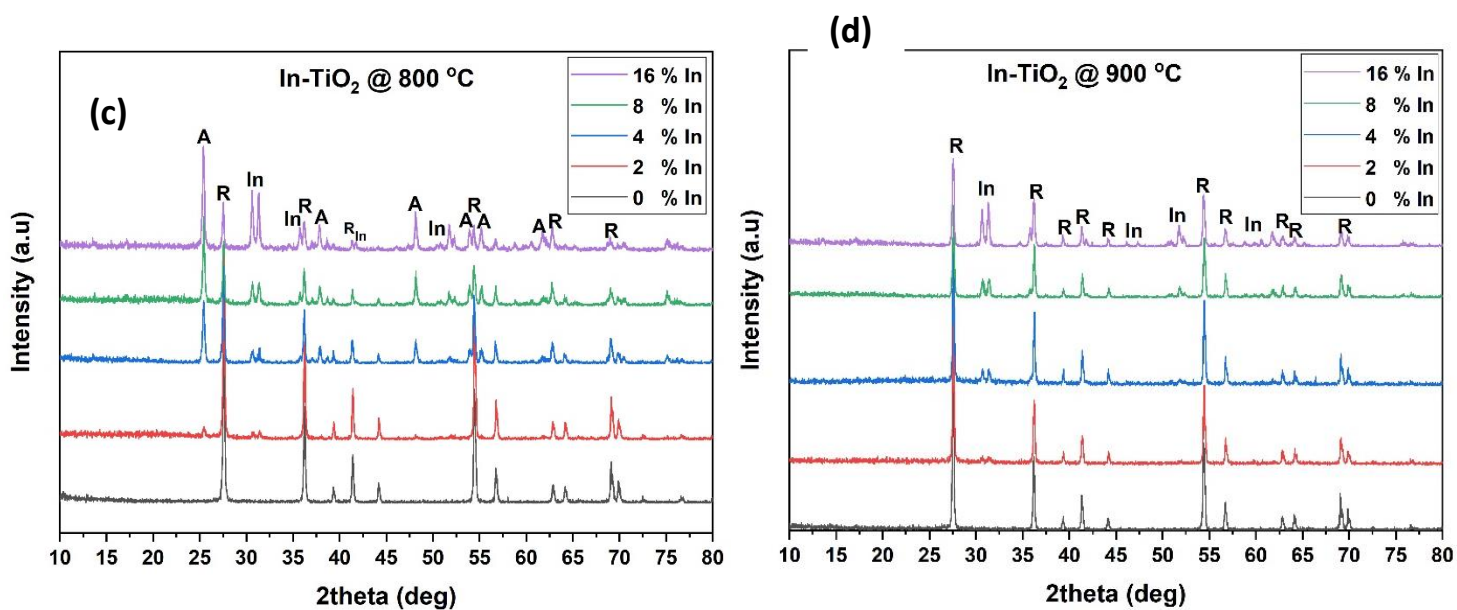 (c)
In-TiO₂ @ 800 °C
16 % In
8 % In
4 % In
2 % In
0 % In
A
R
In
In
R
A
R
In
A
In
A
R
A
A
R
R
Intensity (a.u)
10 15 20 25 30 35 40 45 50 55 60 65 70 75 80
2theta (deg)
(d)
In-TiO₂ @ 900 °C
16 % In
8 % In
4 % In
2 % In
0 % In
R
In
R
R
R
R
In
In
R
R
In
R
R
R
Intensity (a.u)
10 15 20 25 30 35 40 45 50 55 60 65 70 75 80
2theta (deg)